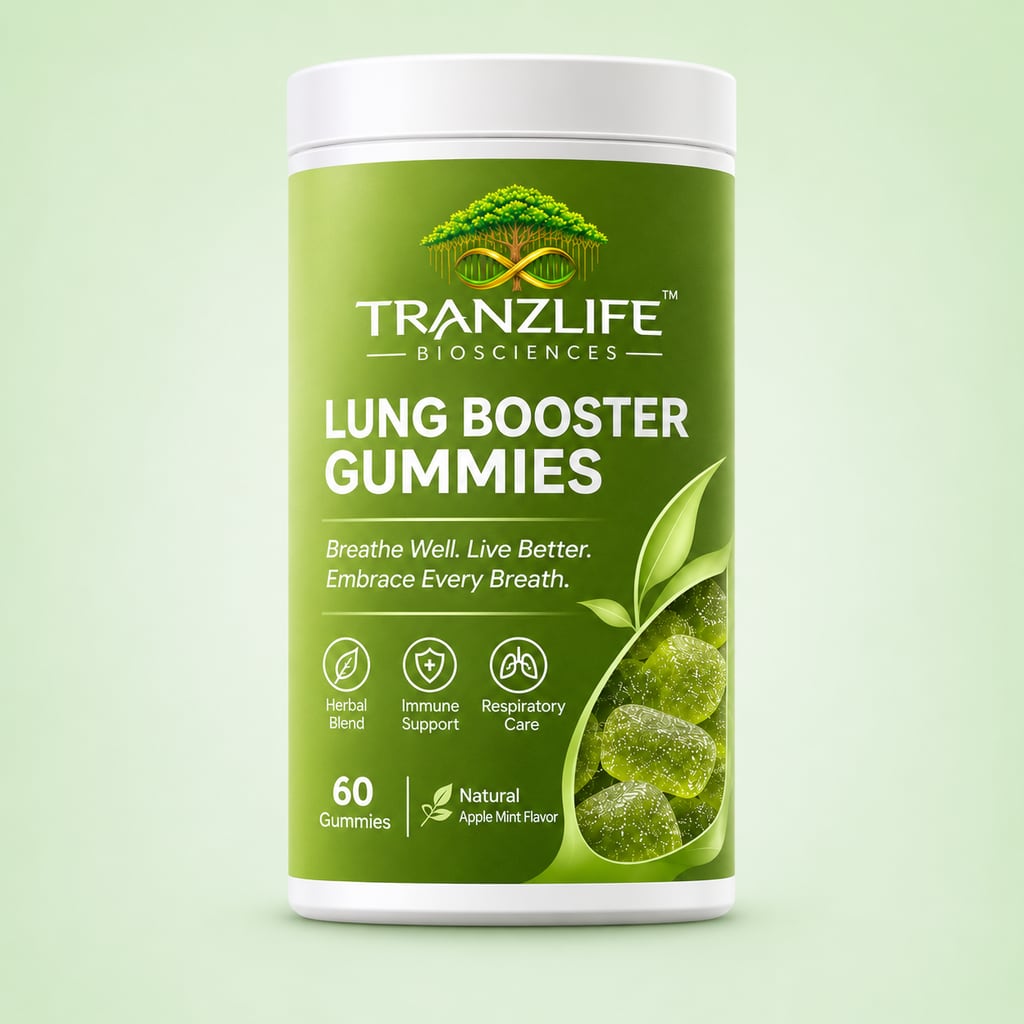 TRANZLIFE™
BIOSCIENCES
LUNG BOOSTER
GUMMIES
Breathe Well. Live Better.
Embrace Every Breath.
Herbal
Blend
Immune
Support
Respiratory
Care
60
Gummies
Natural
Apple Mint Flavor